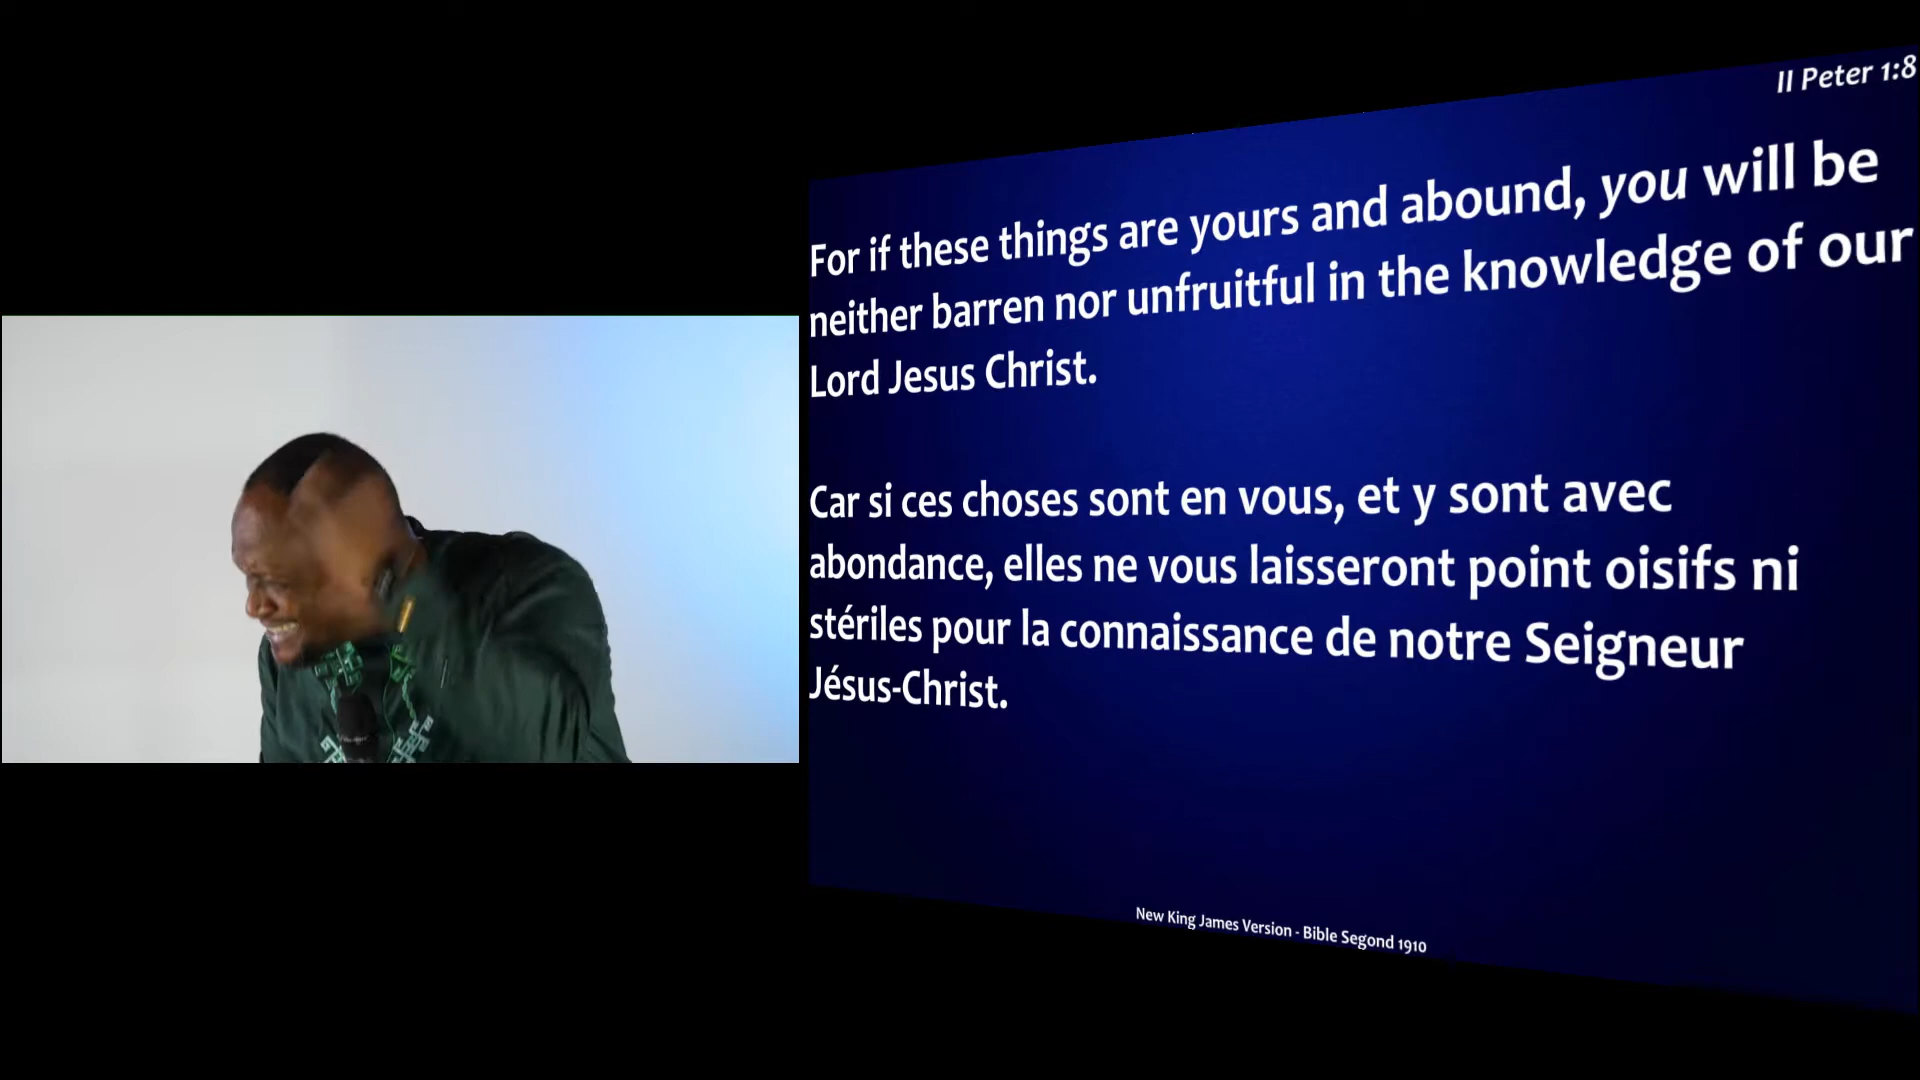 II Peter 1:8
For if these things are yours and abound, you will be
neither barren nor unfruitful in the knowledge of our
Lord Jesus Christ.
Car si ces choses sont en vous, et y sont avec
abondance, elles ne vous laisseront point oisifs ni
stériles pour la connaissance de notre Seigneur
Jésus-Christ.
New King James Version - Bible Segond 1910